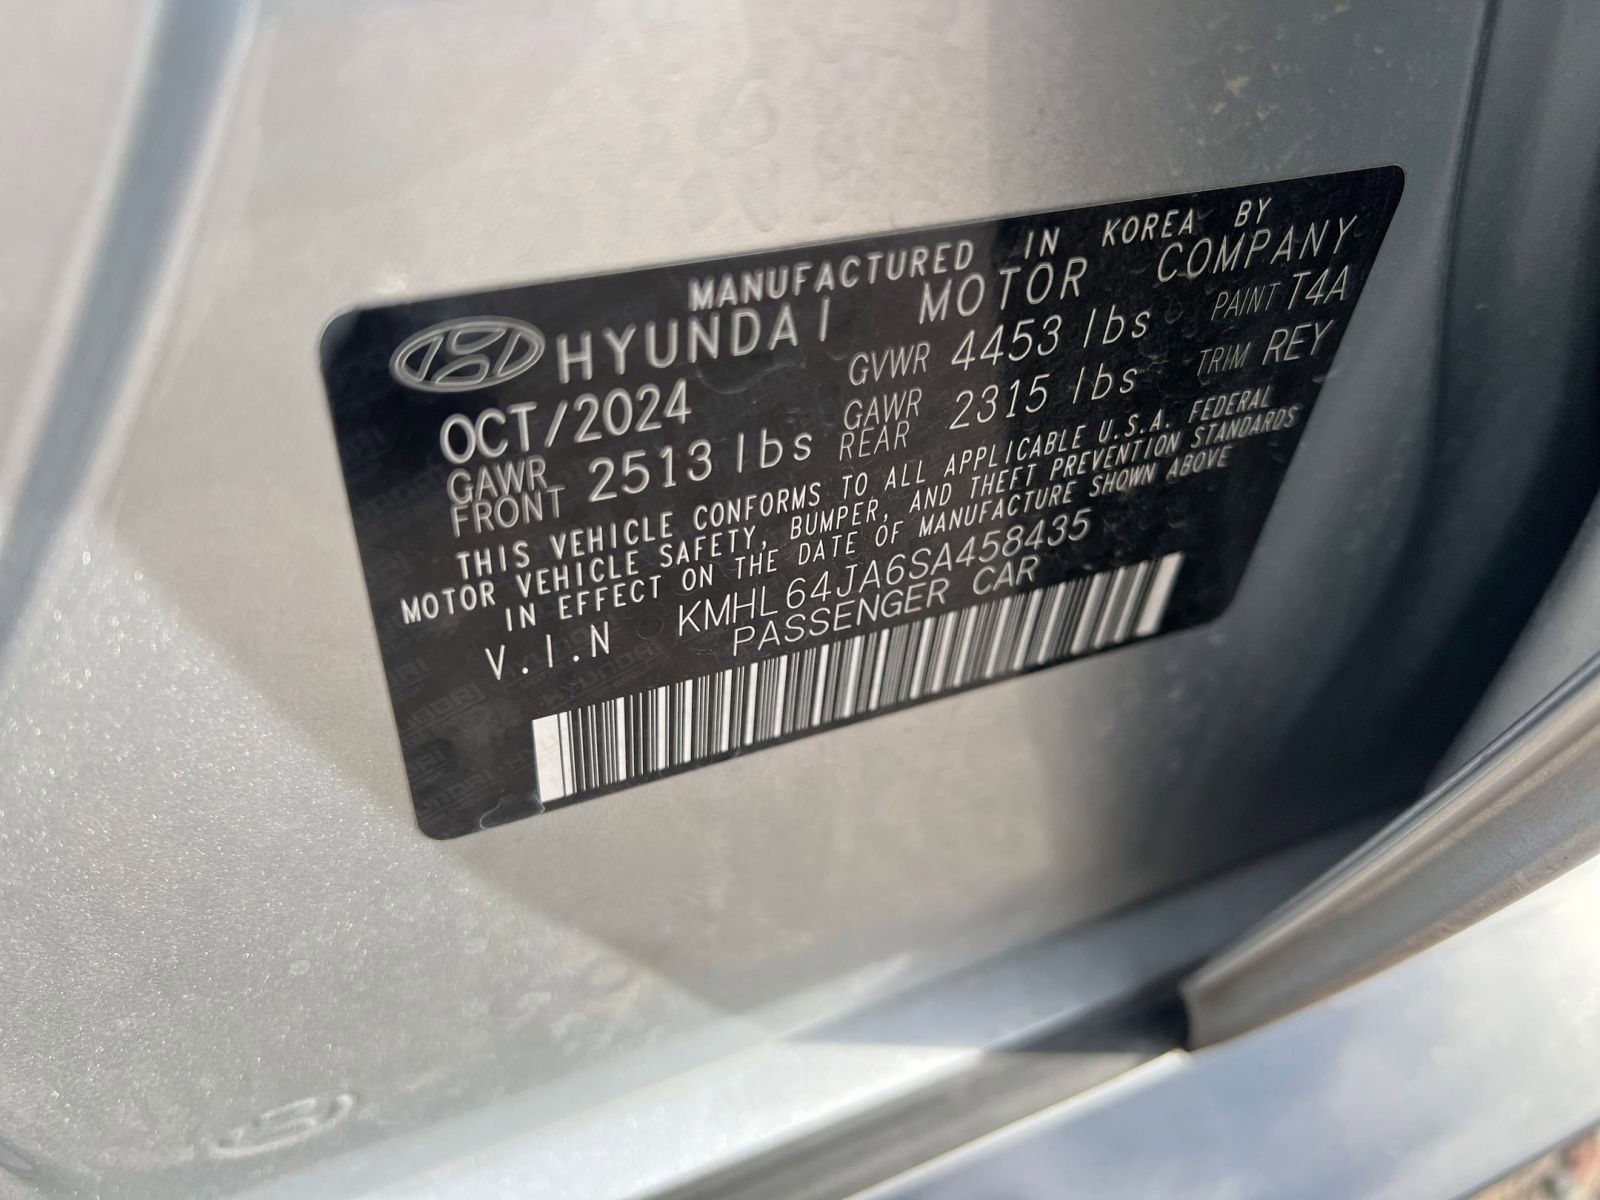 MANUFACTURED IN KOREA BY
HYUNDAI MOTOR COMPANY
OCT/2024 GVWR 4453 lbs PAINT T4A
GAWR FRONT 2513 lbs GAWR REAR 2315 lbs TRIM REY
THIS VEHICLE CONFORMS TO ALL APPLICABLE U.S.A. FEDERAL
MOTOR VEHICLE SAFETY, BUMPER, AND THEFT PREVENTION STANDARDS
IN EFFECT ON THE DATE OF MANUFACTURE SHOWN ABOVE
V.I.N KMHL64JA6SA458435
PASSENGER CAR